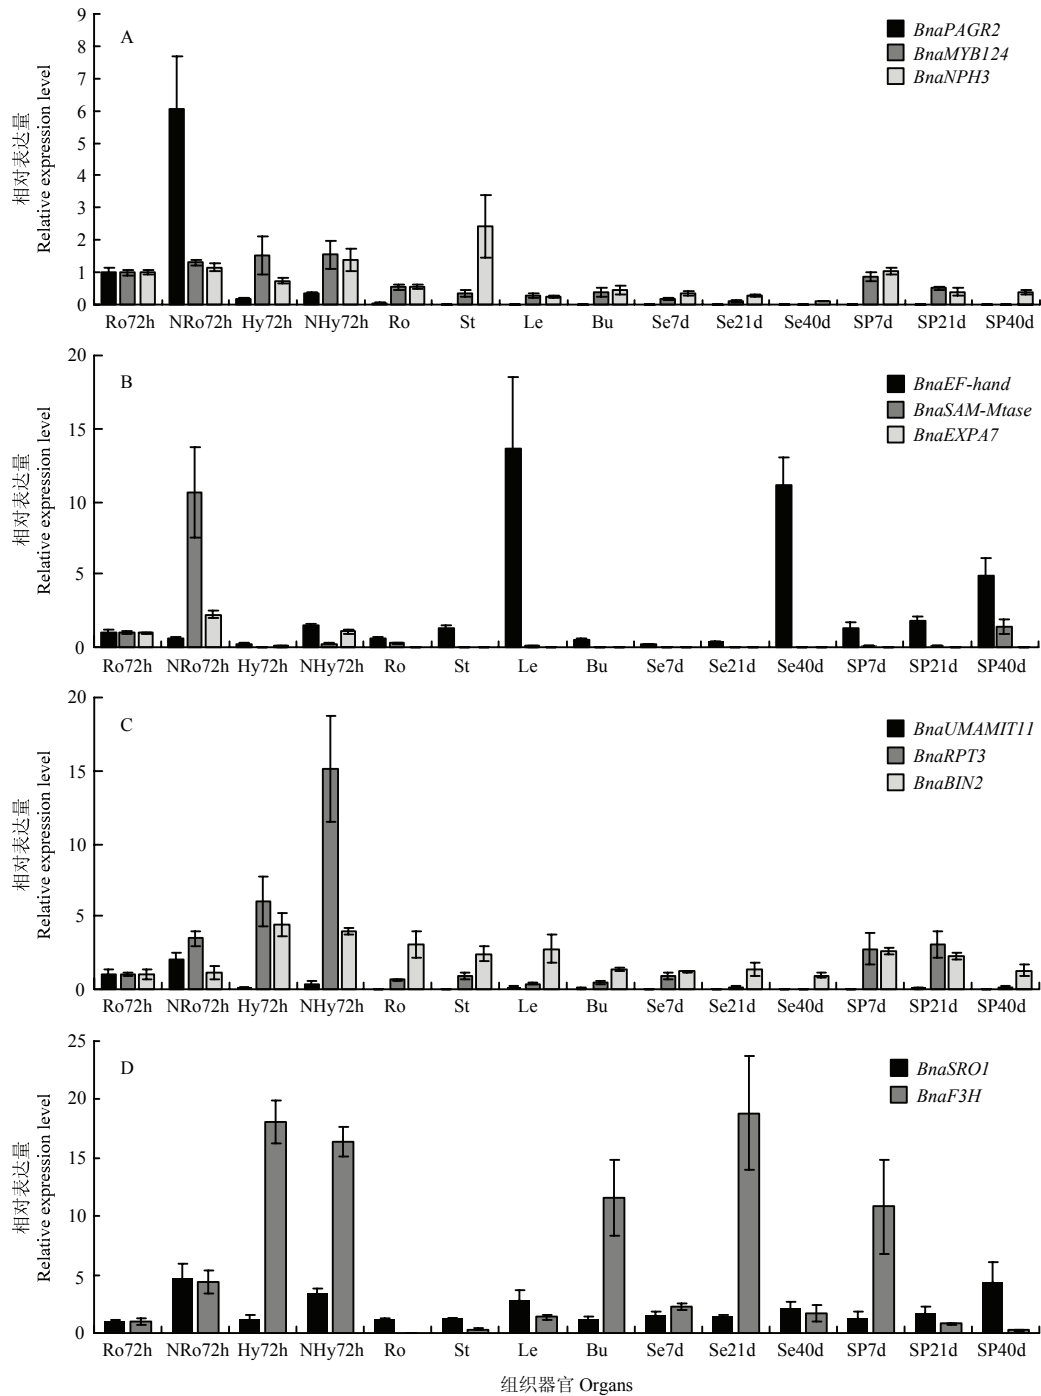 A
BnaPAGR2
BnaMYB124
BnaNPH3
相对表达量
Relative expression level
9
8
7
6
5
4
3
2
1
0
Ro72h NRo72h Hy72h NHy72h Ro St Le Bu Se7d Se21d Se40d SP7d SP21d SP40d
B
BnaEF-hand
BnaSAM-Mtase
BnaEXPA7
相对表达量
Relative expression level
20
15
10
5
0
Ro72h NRo72h Hy72h NHy72h Ro St Le Bu Se7d Se21d Se40d SP7d SP21d SP40d
C
BnaUMAMIT11
BnaRPT3
BnaBIN2
相对表达量
Relative expression level
20
15
10
5
0
Ro72h NRo72h Hy72h NHy72h Ro St Le Bu Se7d Se21d Se40d SP7d SP21d SP40d
D
BnaSRO1
BnaF3H
相对表达量
Relative expression level
25
20
15
10
5
0
Ro72h NRo72h Hy72h NHy72h Ro St Le Bu Se7d Se21d Se40d SP7d SP21d SP40d
组织器官 Organs